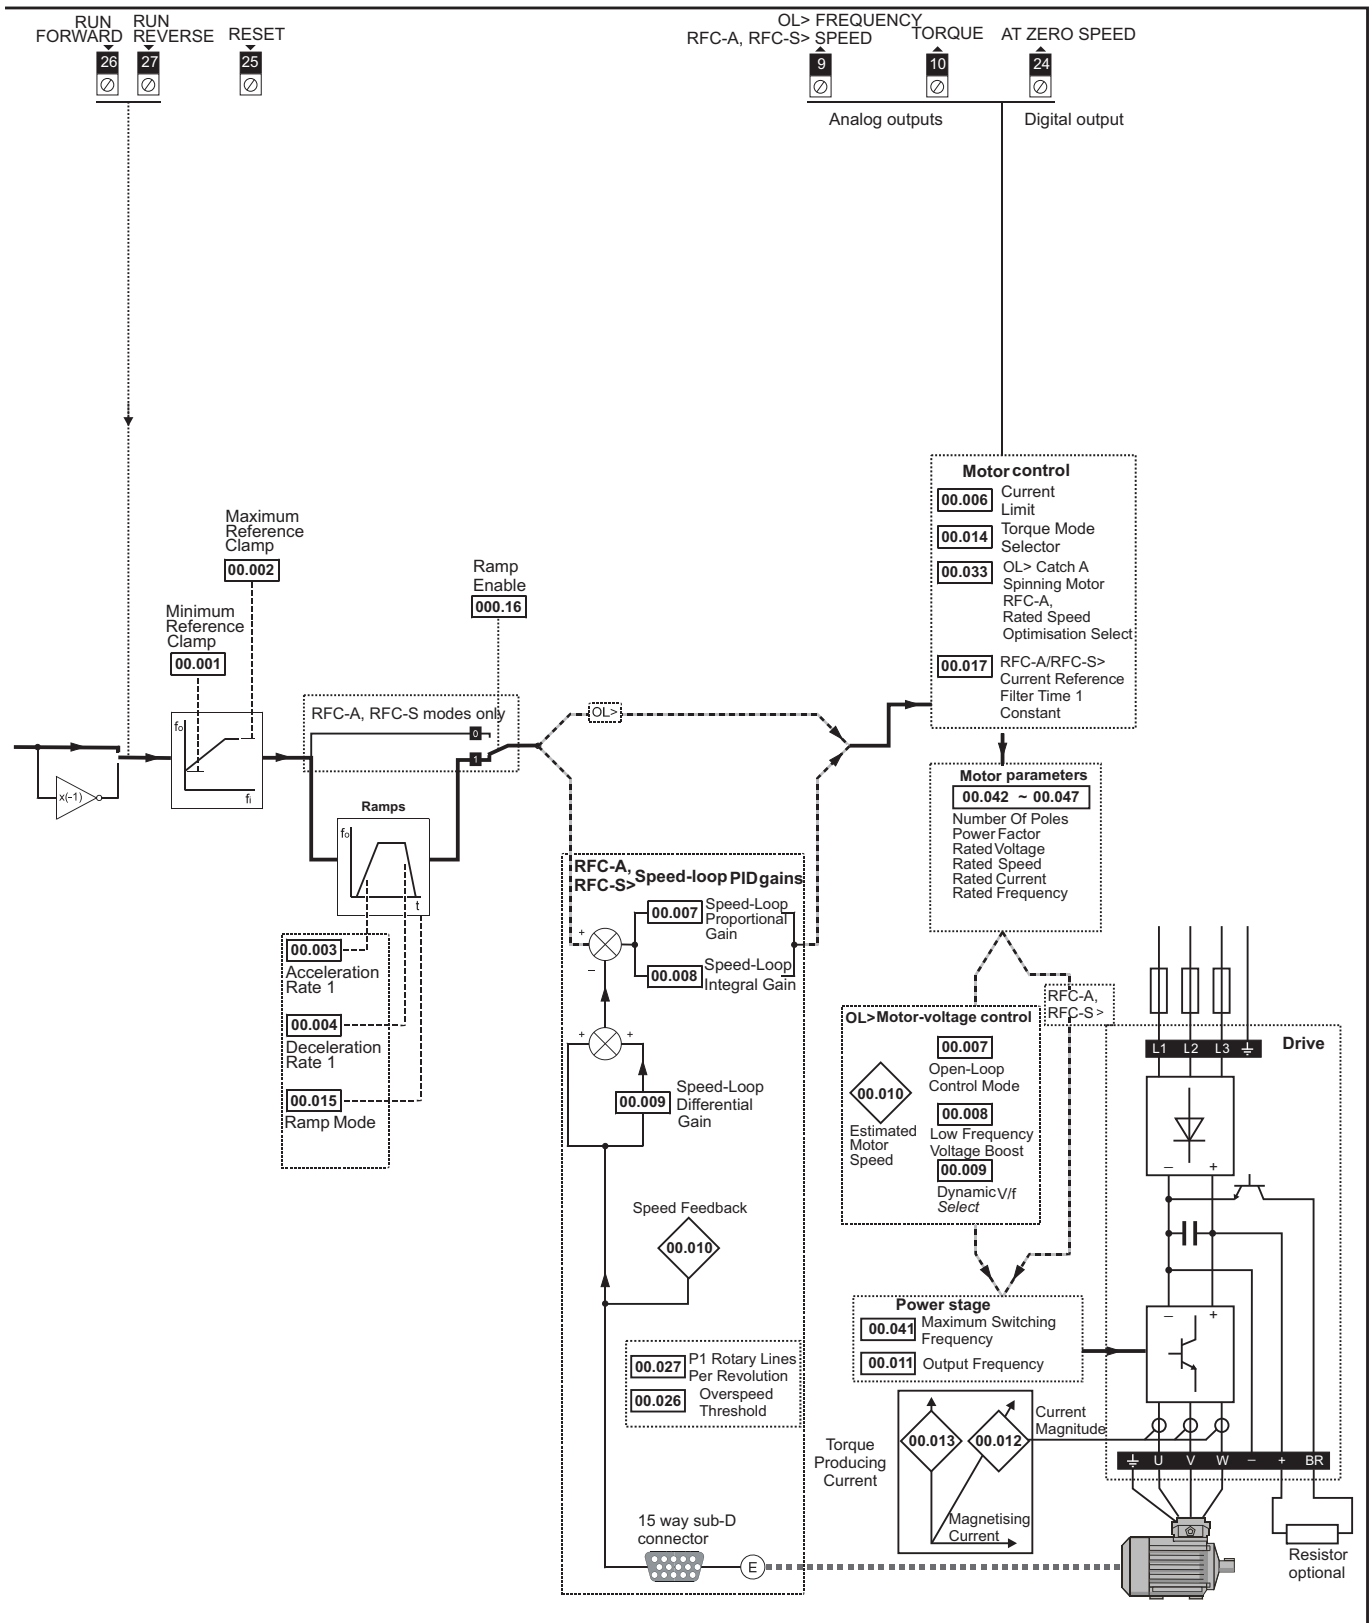 RUN
FORWARD
RUN
REVERSE
RESET
26
27
25
OL> FREQUENCY
RFC-A, RFC-S> SPEED
TORQUE
AT ZERO SPEED
9
10
24
Analog outputs
Digital output
Motor control
00.006
Current
Limit
00.014
Torque Mode
Selector
00.033
OL> Catch A
Spinning Motor
RFC-A,
Rated Speed
Optimisation Select
00.017
RFC-A/RFC-S>
Current Reference
Filter Time 1
Constant
Maximum
Reference
Clamp
00.002
Minimum
Reference
Clamp
00.001
Ramp
Enable
000.16
RFC-A, RFC-S modes only
0
1
OL>
x(-1)
fo
fi
Ramps
fo
t
00.003
Acceleration
Rate 1
00.004
Deceleration
Rate 1
00.015
Ramp Mode
Motor parameters
00.042 ~ 00.047
Number Of Poles
Power Factor
Rated Voltage
Rated Speed
Rated Current
Rated Frequency
RFC-A,
RFC-S>
Speed-loop PID gains
00.007
Speed-Loop
Proportional
Gain
00.008
Speed-Loop
Integral Gain
+
−
+
+
00.009
Speed-Loop
Differential
Gain
Speed Feedback
00.010
00.027
P1 Rotary Lines
Per Revolution
00.026
Overspeed
Threshold
15 way sub-D
connector
E
RFC-A,
RFC-S >
OL> Motor-voltage control
00.010
Estimated
Motor
Speed
00.007
Open-Loop
Control Mode
00.008
Low Frequency
Voltage Boost
00.009
Dynamic V/f
Select
Power stage
00.041
Maximum Switching
Frequency
00.011
Output Frequency
Torque
Producing
Current
00.013
00.012
Current
Magnitude
Magnetising
Current
L1 L2 L3
Drive
− +
− +
U V W − + BR
Resistor
optional